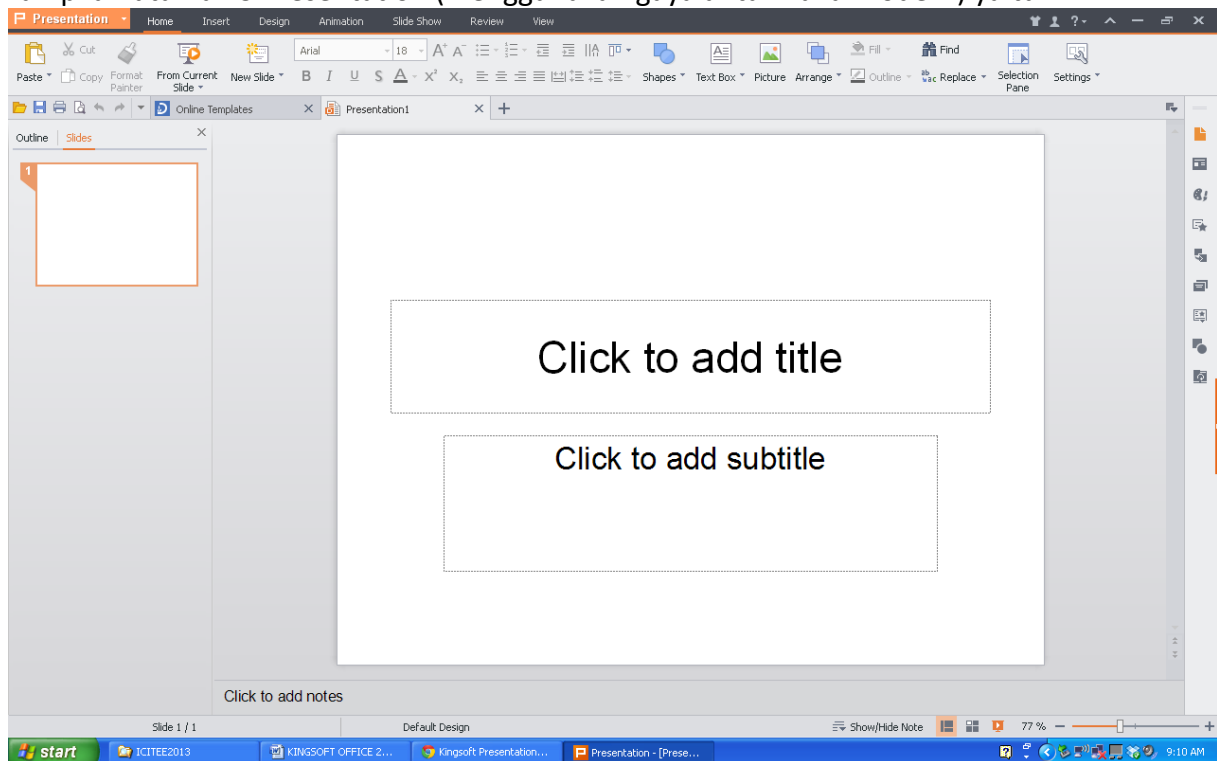 Presentation Home Insert Design Animation Slide Show Review View ?
Cut Arial 18 Fill Find
Paste Copy Format Painter From Current Slide New Slide B I U S A X² X₂ Shapes Text Box Picture Arrange Outline Replace Selection Pane Settings
Online Templates Presentation1
Outline Slides
1
Click to add title
Click to add subtitle
Click to add notes
Slide 1 / 1 Default Design Show/Hide Note 77 %
start ICITEE2013 KINGSOFT OFFICE 2... Kingsoft Presentation... Presentation - [Prese... 9:10 AM